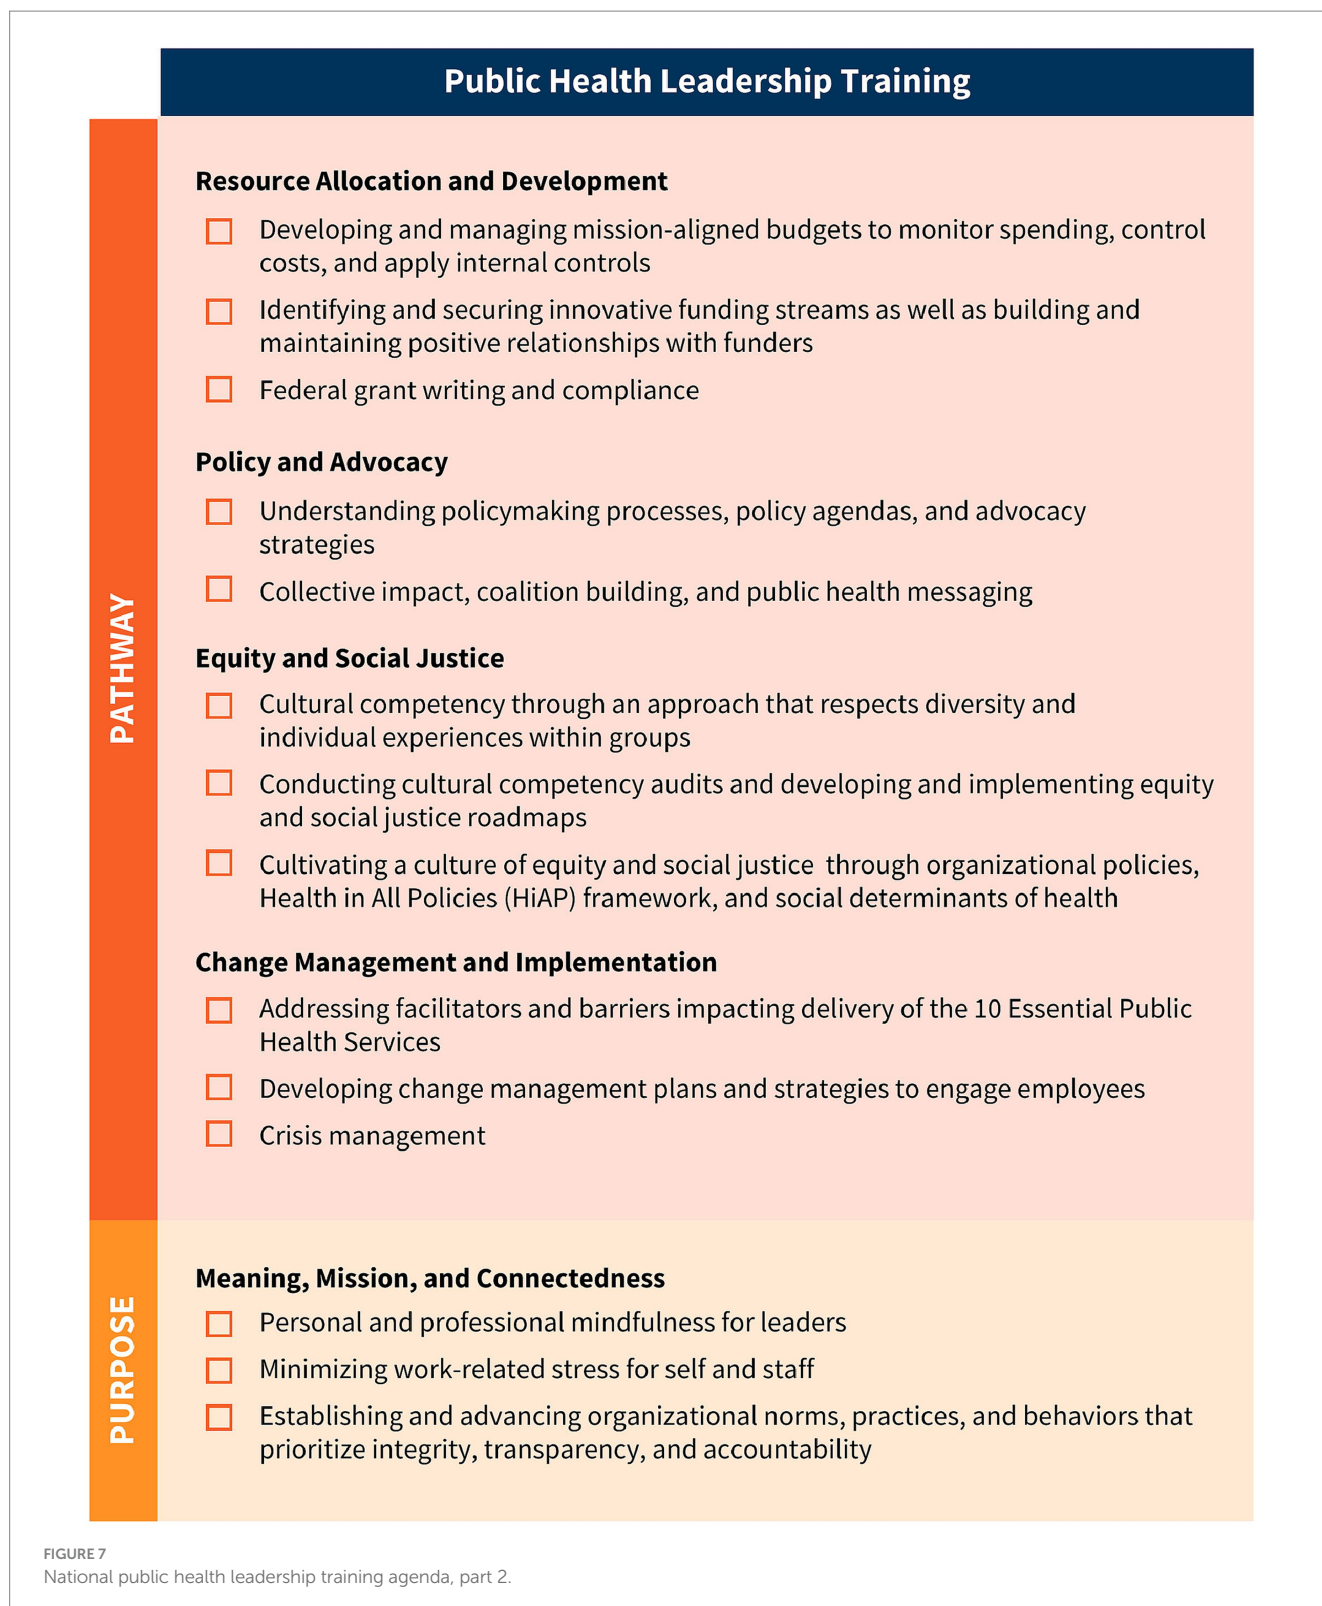 Public Health Leadership Training
PATHWAY
Resource Allocation and Development
Developing and managing mission-aligned budgets to monitor spending, control
costs, and apply internal controls
Identifying and securing innovative funding streams as well as building and
maintaining positive relationships with funders
Federal grant writing and compliance
Policy and Advocacy
Understanding policymaking processes, policy agendas, and advocacy
strategies
Collective impact, coalition building, and public health messaging
Equity and Social Justice
Cultural competency through an approach that respects diversity and
individual experiences within groups
Conducting cultural competency audits and developing and implementing equity
and social justice roadmaps
Cultivating a culture of equity and social justice through organizational policies,
Health in All Policies (HiAP) framework, and social determinants of health
Change Management and Implementation
Addressing facilitators and barriers impacting delivery of the 10 Essential Public
Health Services
Developing change management plans and strategies to engage employees
Crisis management
PURPOSE
Meaning, Mission, and Connectedness
Personal and professional mindfulness for leaders
Minimizing work-related stress for self and staff
Establishing and advancing organizational norms, practices, and behaviors that
prioritize integrity, transparency, and accountability
FIGURE 7
National public health leadership training agenda, part 2.